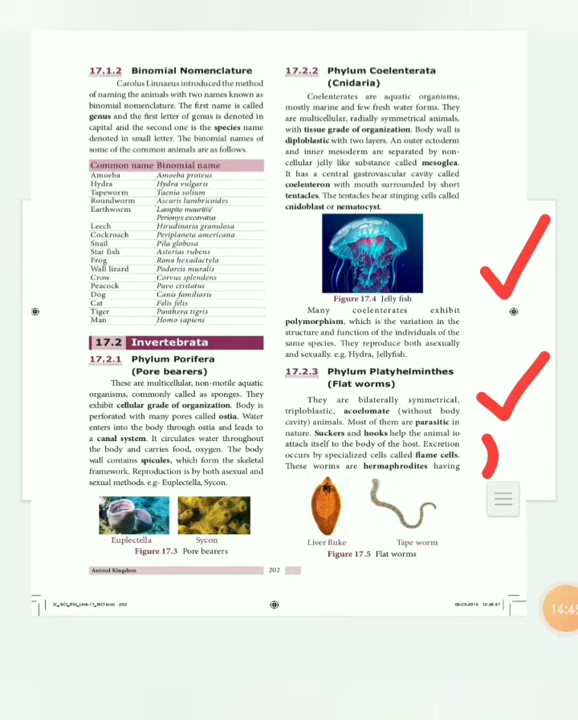 17.1.2 Binomial Nomenclature
Carolus Linnaeus introduced the method
of naming the animals with two names known as
binomial nomenclature. The first name is called
genus and the first letter of genus is denoted in
capital and the second one is the species name
denoted in small letter. The binomial names of
some of the common animals are as follows.
Common name Binomial name
Amoeba Amoeba proteus
Hydra Hydra vulgaris
Tapeworm Taenia solium
Roundworm Ascaris lumbricoides
Earthworm Lampito mauritii/
Perionyx excavatus
Leech Hirudinaria granulosa
Cockroach Periplaneta americana
Snail Pila globosa
Star fish Asterias rubens
Frog Rana hexadactyla
Wall lizard Podarcis muralis
Crow Corvus splendens
Peacock Pavo cristatus
Dog Canis familiaris
Cat Felis felis
Tiger Panthera tigris
Man Homo sapiens
17.2 Invertebrata
17.2.1 Phylum Porifera
(Pore bearers)
These are multicellular, non-motile aquatic
organisms, commonly called as sponges. They
exhibit cellular grade of organization. Body is
perforated with many pores called ostia. Water
enters into the body through ostia and leads to
a canal system. It circulates water throughout
the body and carries food, oxygen. The body
wall contains spicules, which form the skeletal
framework. Reproduction is by both asexual and
sexual methods. e.g- Euplectella, Sycon.
Euplectella Sycon
Figure 17.3 Pore bearers
17.2.2 Phylum Coelenterata
(Cnidaria)
Coelenterates are aquatic organisms,
mostly marine and few fresh water forms. They
are multicellular, radially symmetrical animals,
with tissue grade of organization. Body wall is
diploblastic with two layers. An outer ectoderm
and inner mesoderm are separated by non-
cellular jelly like substance called mesoglea.
It has a central gastrovascular cavity called
coelenteron with mouth surrounded by short
tentacles. The tentacles bear stinging cells called
cnidoblast or nematocyst.
Figure 17.4 Jelly fish
Many coelenterates exhibit
polymorphism, which is the variation in the
structure and function of the individuals of the
same species. They reproduce both asexually
and sexually. e.g. Hydra, Jellyfish.
17.2.3 Phylum Platyhelminthes
(Flat worms)
They are bilaterally symmetrical,
triploblastic, acoelomate (without body
cavity) animals. Most of them are parasitic in
nature. Suckers and hooks help the animal to
attach itself to the body of the host. Excretion
occurs by specialized cells called flame cells.
These worms are hermaphrodites having
Liver fluke Tape worm
Figure 17.5 Flat worms
Animal Kingdom 202
14:45